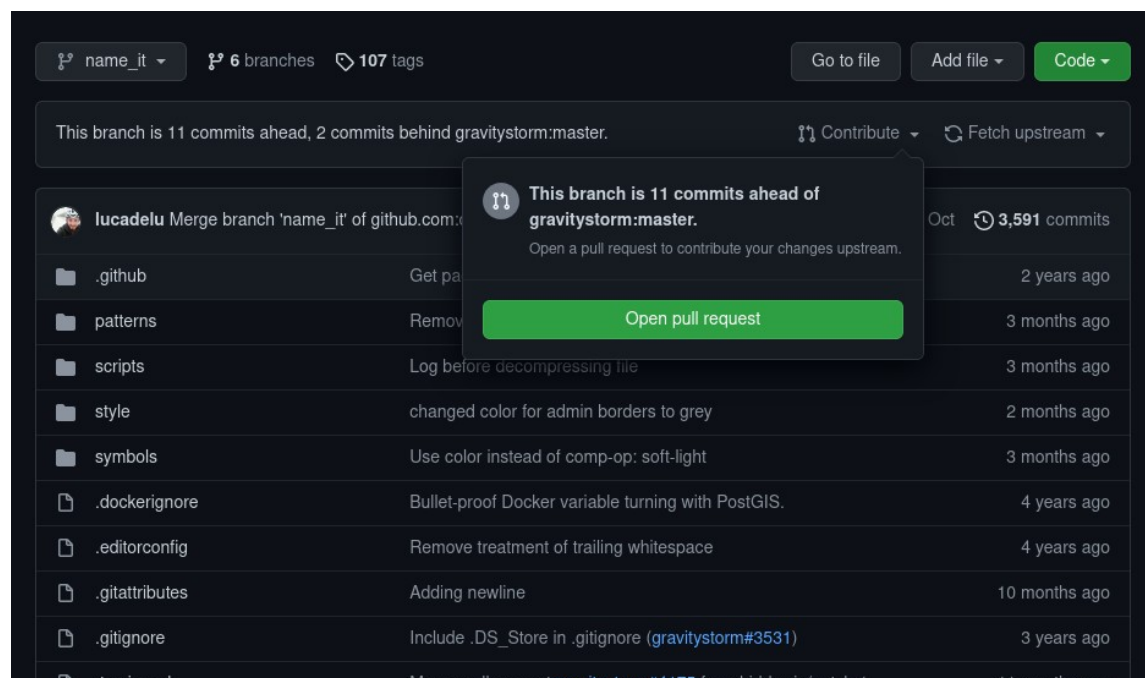 name_it 6 branches 107 tags Go to file Add file Code
This branch is 11 commits ahead, 2 commits behind gravitystorm:master. Contribute Fetch upstream
This branch is 11 commits ahead of
gravitystorm:master.
Open a pull request to contribute your changes upstream.
Open pull request
lucadelu Merge branch 'name_it' of github.com: Oct 3,591 commits
.github Get pa 2 years ago
patterns Remov 3 months ago
scripts Log before decompressing file 3 months ago
style changed color for admin borders to grey 2 months ago
symbols Use color instead of comp-op: soft-light 3 months ago
.dockerignore Bullet-proof Docker variable turning with PostGIS. 4 years ago
.editorconfig Remove treatment of trailing whitespace 4 years ago
.gitattributes Adding newline 10 months ago
.gitignore Include .DS_Store in .gitignore (gravitystorm#3531) 3 years ago